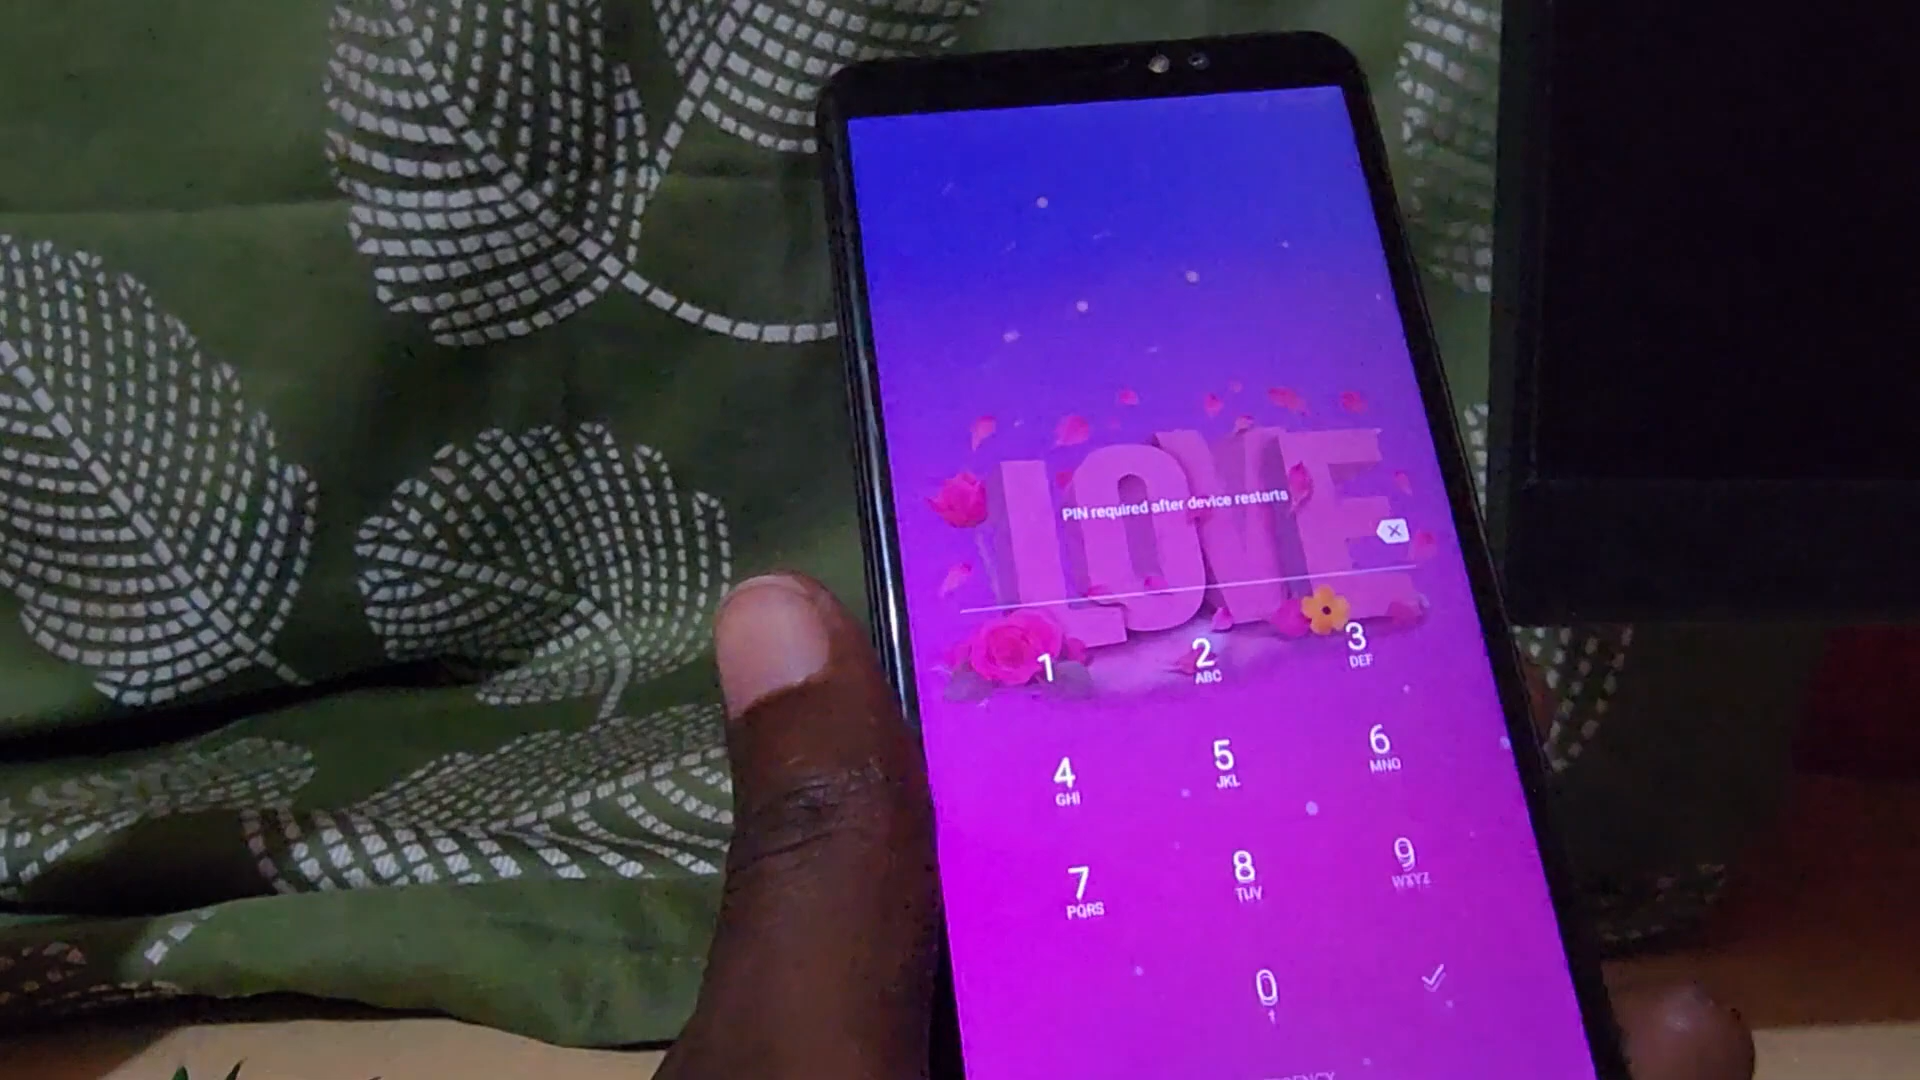 LOVE
PIN required after device restarts
1 2 ABC 3 DEF
4 GHI 5 JKL 6 MNO
7 PQRS 8 TUV 9 WXYZ
0